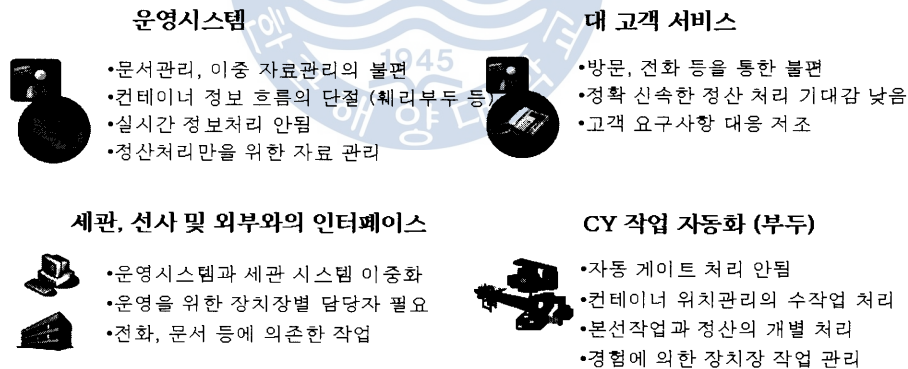 운영시스템
•문서관리, 이중 자료관리의 불편
•컨테이너 정보 흐름의 단절 (훼리부두 등)
•실시간 정보처리 안됨
•정산처리만을 위한 자료 관리
대 고객 서비스
•방문, 전화 등을 통한 불편
•정확 신속한 정산 처리 기대감 낮음
•고객 요구사항 대응 저조
세관, 선사 및 외부와의 인터페이스
•운영시스템과 세관 시스템 이중화
•운영을 위한 장치장별 담당자 필요
•전화, 문서 등에 의존한 작업
CY 작업 자동화 (부두)
•자동 게이트 처리 안됨
•컨테이너 위치관리의 수작업 처리
•본선작업과 정산의 개별 처리
•경험에 의한 장치장 작업 관리
1945